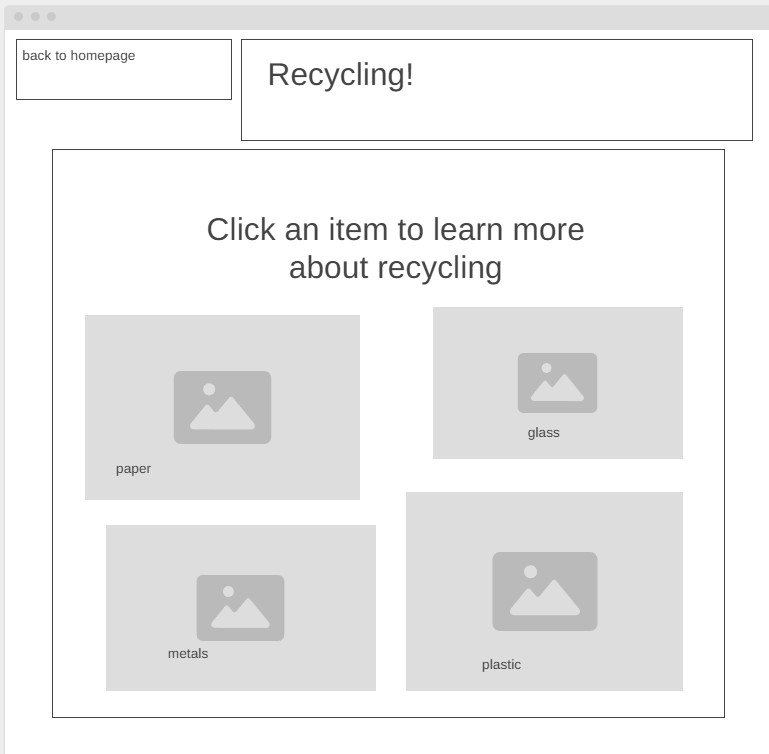 back to homepage
Recycling!
Click an item to learn more
about recycling
paper
glass
metals
plastic